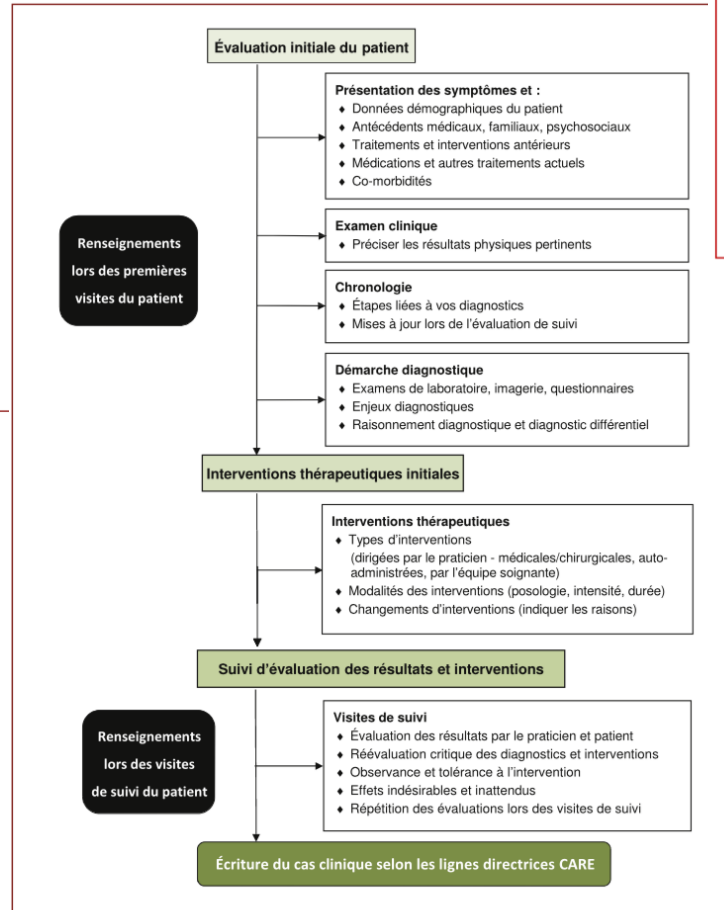 Évaluation initiale du patient
Présentation des symptômes et :
♦ Données démographiques du patient
♦ Antécédents médicaux, familiaux, psychosociaux
♦ Traitements et interventions antérieurs
♦ Médications et autres traitements actuels
♦ Co-morbidités
Renseignements
lors des premières
visites du patient
Examen clinique
♦ Préciser les résultats physiques pertinents
Chronologie
♦ Étapes liées à vos diagnostics
♦ Mises à jour lors de l'évaluation de suivi
Démarche diagnostique
♦ Examens de laboratoire, imagerie, questionnaires
♦ Enjeux diagnostiques
♦ Raisonnement diagnostique et diagnostic différentiel
Interventions thérapeutiques initiales
Interventions thérapeutiques
♦ Types d'interventions
(dirigées par le praticien - médicales/chirurgicales, auto-
administrées, par l'équipe soignante)
♦ Modalités des interventions (posologie, intensité, durée)
♦ Changements d'interventions (indiquer les raisons)
Suivi d'évaluation des résultats et interventions
Renseignements
lors des visites
de suivi du patient
Visites de suivi
♦ Évaluation des résultats par le praticien et patient
♦ Réévaluation critique des diagnostics et interventions
♦ Observance et tolérance à l'intervention
♦ Effets indésirables et inattendus
♦ Répétition des évaluations lors des visites de suivi
Écriture du cas clinique selon les lignes directrices CARE